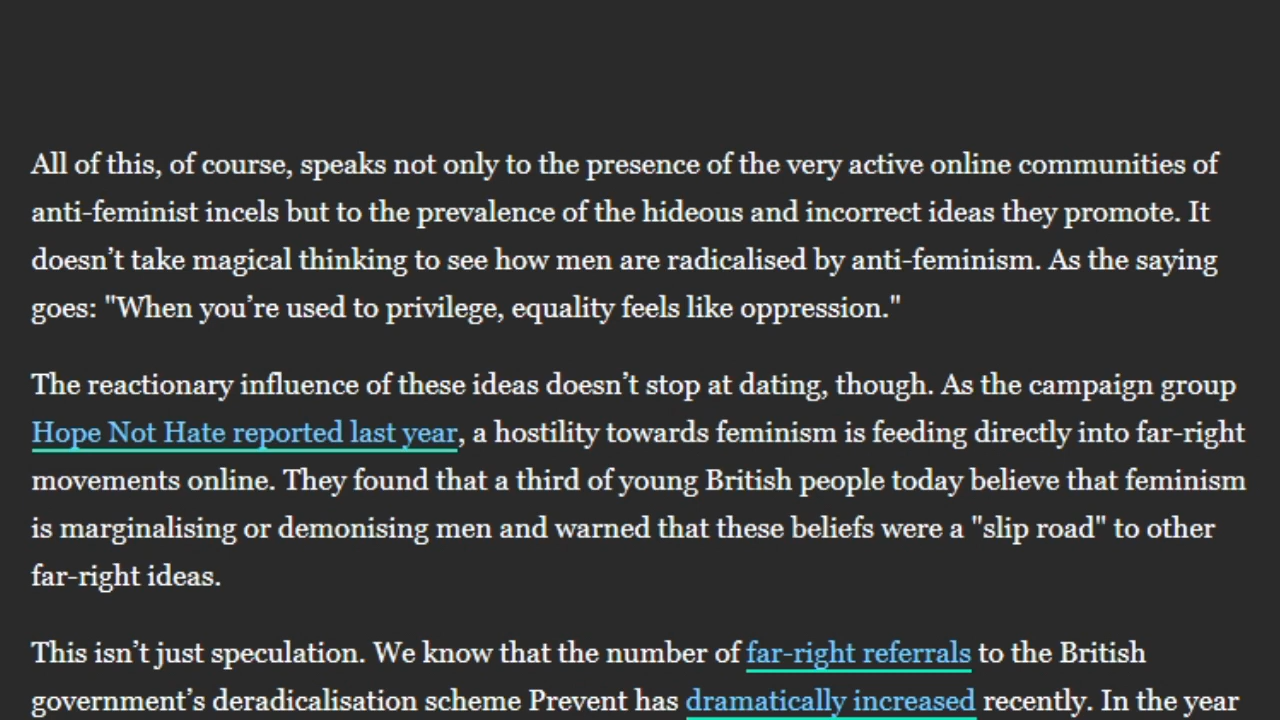 All of this, of course, speaks not only to the presence of the very active online communities of
anti-feminist incels but to the prevalence of the hideous and incorrect ideas they promote. It
doesn’t take magical thinking to see how men are radicalised by anti-feminism. As the saying
goes: "When you’re used to privilege, equality feels like oppression."
The reactionary influence of these ideas doesn’t stop at dating, though. As the campaign group
Hope Not Hate reported last year, a hostility towards feminism is feeding directly into far-right
movements online. They found that a third of young British people today believe that feminism
is marginalising or demonising men and warned that these beliefs were a "slip road" to other
far-right ideas.
This isn’t just speculation. We know that the number of far-right referrals to the British
government’s deradicalisation scheme Prevent has dramatically increased recently. In the year